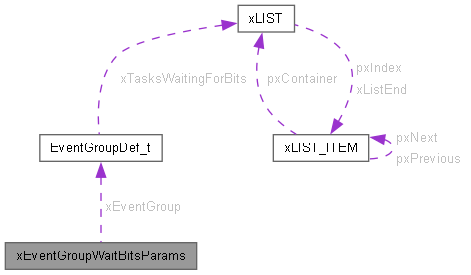 xLIST
xTasksWaitingForBits
pxContainer
pxIndex
xListEnd
EventGroupDef_t
xLIST_ITEM
pxNext
pxPrevious
xEventGroup
xEventGroupWaitBitsParams